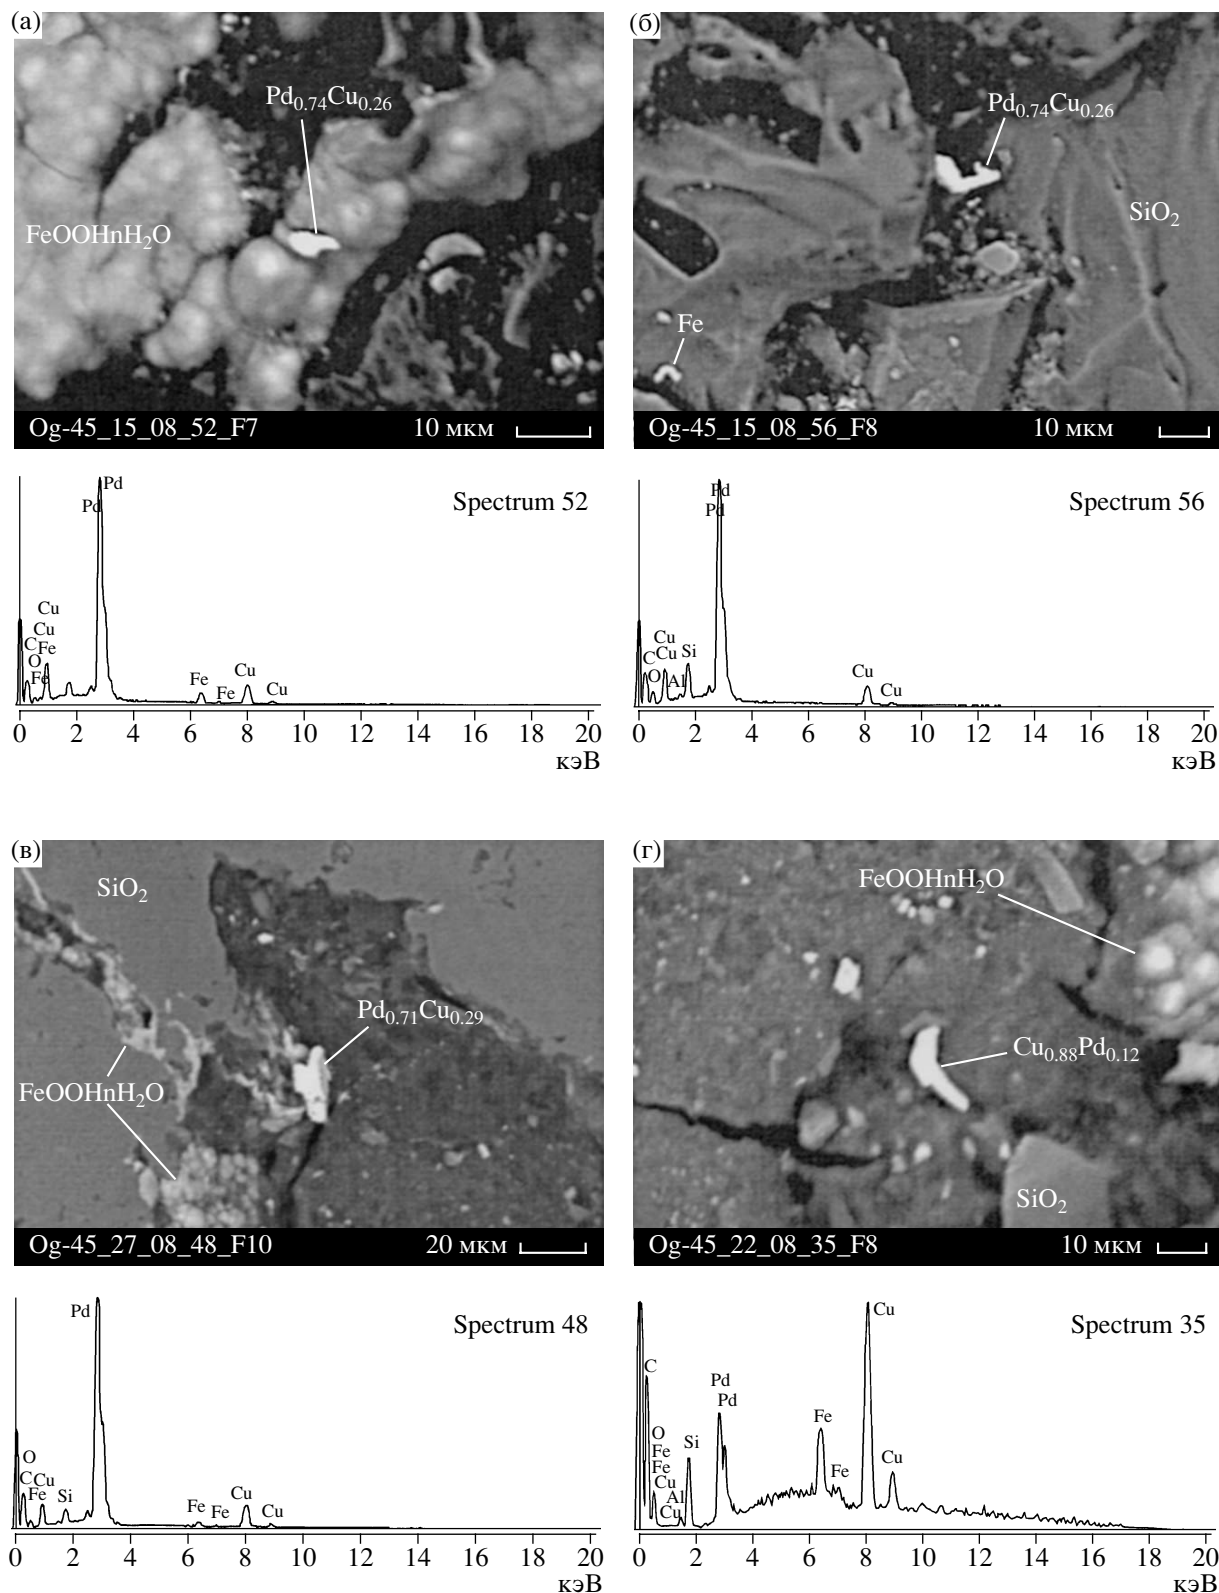 (а)
Pd0.74Cu0.26
FeOOHnH2O
Og-45_15_08_52_F7 10 мкм
(б)
Pd0.74Cu0.26
SiO2
Fe
Og-45_15_08_56_F8 10 мкм
Spectrum 52
Pd
Pd
Cu
Cu
C
Fe
O
Fe
Fe
Fe
Cu
Cu
0 2 4 6 8 10 12 14 16 18 20
кэВ
Spectrum 56
Pd
Pd
Cu
Cu
Si
C
O
Al
Cu
Cu
0 2 4 6 8 10 12 14 16 18 20
кэВ
(в)
SiO2
Pd0.71Cu0.29
FeOOHnH2O
Og-45_27_08_48_F10 20 мкм
(г)
FeOOHnH2O
Cu0.88Pd0.12
SiO2
Og-45_22_08_35_F8 10 мкм
Spectrum 48
Pd
O
C
Cu
Fe
Si
Fe
Fe
Cu
Cu
0 2 4 6 8 10 12 14 16 18 20
кэВ
Spectrum 35
Cu
C
Pd
Pd
O
Fe
Fe
Cu
Al
Cu
Si
Fe
Fe
Cu
0 2 4 6 8 10 12 14 16 18 20
кэВ